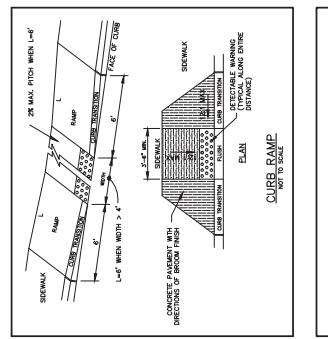 2% MAX. PITCH WHEN L=6'
L
RAMP
L
RAMP
SIDEWALK
CURB TRANSITION
FACE OF CURB
6'
WIDTH
CURB TRANSITION
6'
L=6' WHEN WIDTH > 4'
SIDEWALK
DETECTABLE WARNING
(TYPICAL ALONG ENTIRE
DISTANCE)
3'-6" MIN.
SIDEWALK
MAX
CURB TRANSITION
FLUSH
CURB TRANSITION
CONCRETE PAVEMENT WITH
DIRECTIONS OF BROOM FINISH
PLAN
CURB RAMP
NOT TO SCALE